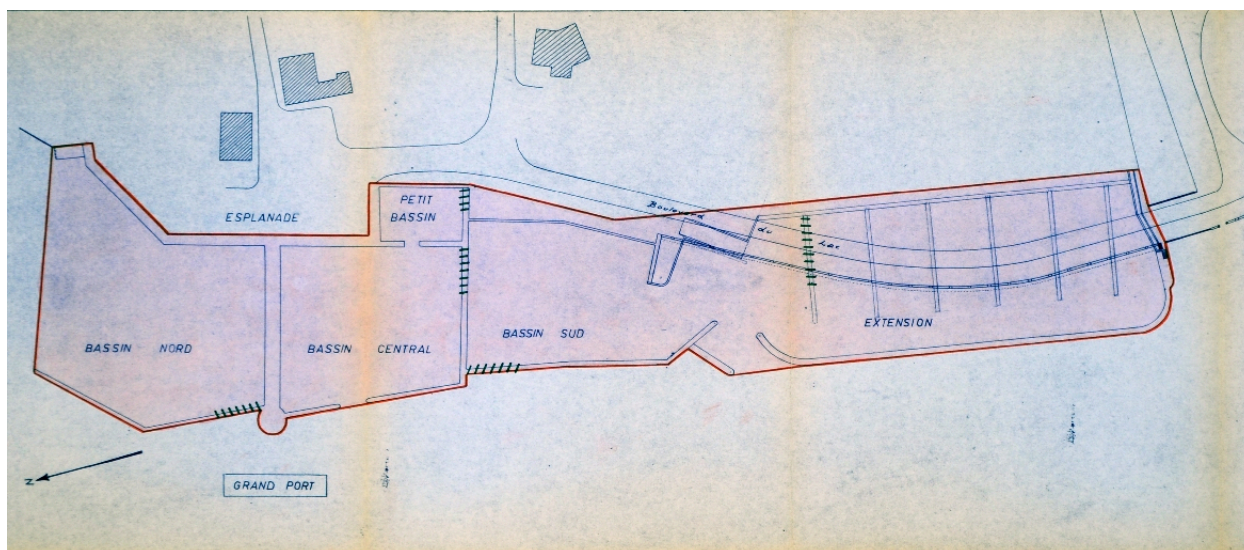 ESPLANADE
PETIT
BASSIN
Boulevard
du
Lac
BASSIN NORD
BASSIN CENTRAL
BASSIN SUD
EXTENSION
N
GRAND PORT